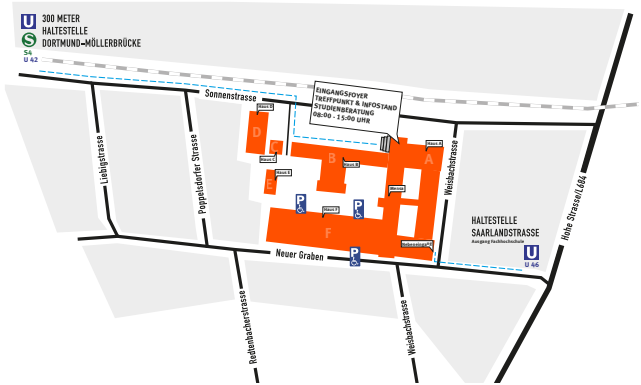 U 300 METER
HALTESTELLE
S DORTMUND-MÖLLERBRÜCKE
S4
U 42
Sonnenstrasse
EINGANGSFOYER
TREFFPUNKT & INFOSTAND
STUDIENBERATUNG
08:00 - 15:00 UHR
Haus D
D
C
Haus C
Haus E
E
B
Haus B
Haus A
A
Mensa
Liebigstrasse
Poppelsdorfer Strasse
Weisbachstrasse
Hohe Strasse/L684
P
P
Haus F
F
HALTESTELLE
SAARLANDSTRASSE
Ausgang Fachhochschule
U
U 46
P
Neuer Graben
Redtenbacherstrasse
Weisbachstrasse